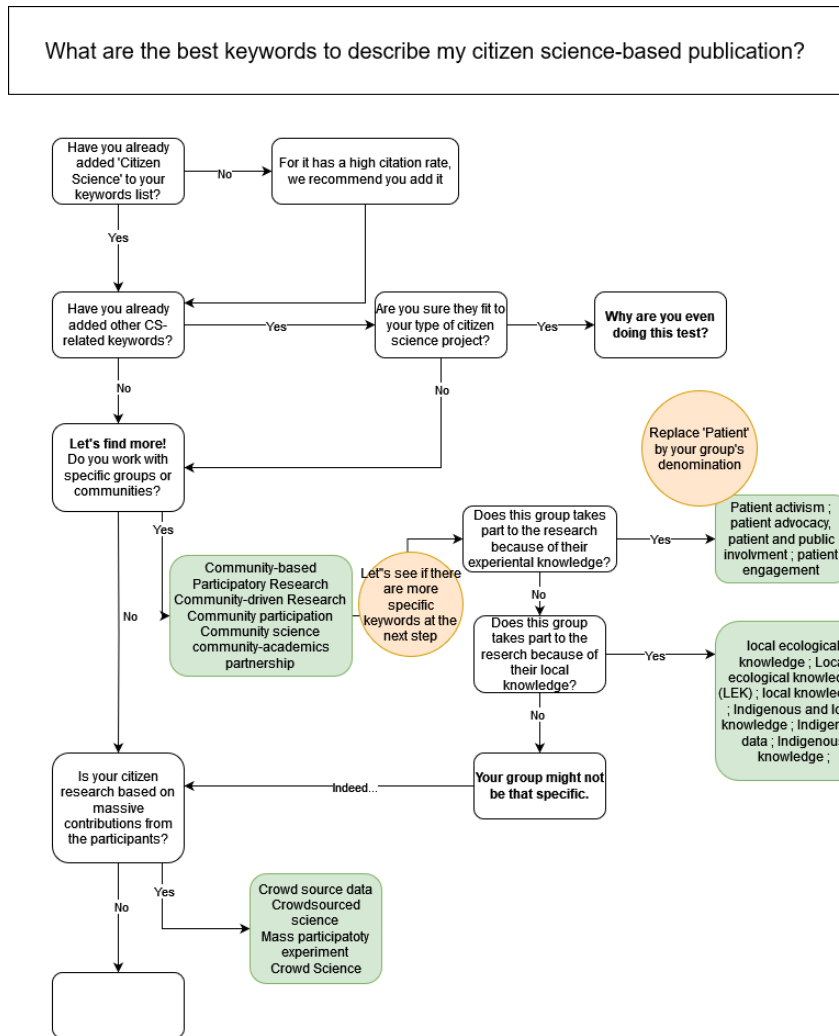 What are the best keywords to describe my citizen science-based publication?
Have you already
added 'Citizen
Science' to your
keywords list?
No
For it has a high citation rate,
we recommend you add it
Yes
Have you already
added other CS-
related keywords?
Yes
Are you sure they fit to
your type of citizen
science project?
Yes
Why are you even
doing this test?
No
No
Let's find more!
Do you work with
specific groups or
communities?
Yes
No
Community-based
Participatory Research
Community-driven Research
Community participation
Community science
community-academics
partnership
Let"s see if there
are more
specific
keywords at the
next step
Does this group takes
part to the research
because of their
experiental knowledge?
Yes
Replace 'Patient'
by your group's
denomination
Patient activism ;
patient advocacy,
patient and public
involvment ; patient
engagement
No
Does this group
takes part to the
reserch because of
their local
knowledge?
Yes
local ecological
knowledge ;
ecological
(LEK) ; local
; Indigenous and
knowledge ;
data ; Indigenous
knowledge ;
No
Your group might not
be that specific.
Indeed...
Is your citizen
research based on
massive
contributions from
the participants?
Yes
No
Crowd source data
Crowdsourced
science
Mass participatoty
experiment
Crowd Science